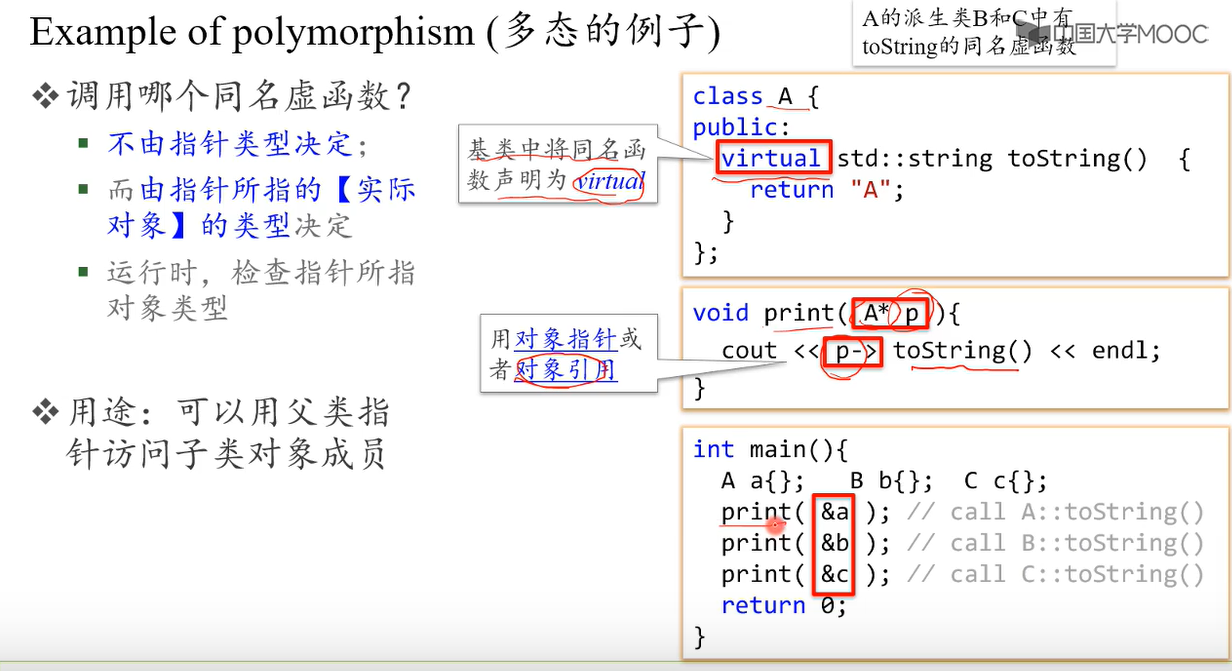 Example of polymorphism (多态的例子)
A的派生类B和C中有
toString的同名虚函数
中国大学MOOC
❖调用哪个同名虚函数?
▪ 不由指针类型决定;
▪ 而由指针所指的【实际
对象】的类型决定
▪ 运行时，检查指针所指
对象类型
❖用途：可以用父类指
针访问子类对象成员
基类中将同名函
数声明为 virtual
class A {
public:
virtual std::string toString() {
return "A";
}
};
用对象指针或
者对象引用
void print( A* p ){
cout << p-> toString() << endl;
}
int main(){
A a{}; B b{}; C c{};
print( &a ); // call A::toString()
print( &b ); // call B::toString()
print( &c ); // call C::toString()
return 0;
}